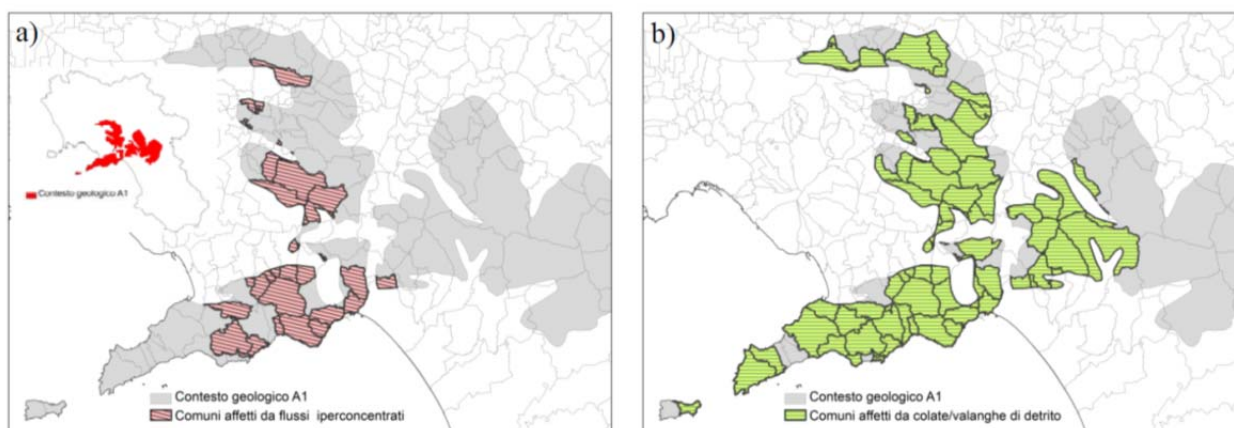 a)
Contesto geologico A1
Contesto geologico A1
Comuni affetti da flussi iperconcentrati
b)
Contesto geologico A1
Comuni affetti da colate/valanghe di detrito